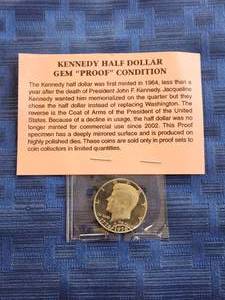 KENNEDY HALF DOLLAR
GEM "PROOF" CONDITION
The Kennedy half dollar was first minted in 1964, less than a
year after the death of President John F. Kennedy. Jacqueline
Kennedy wanted him memorialized on the quarter but they
chose the half dollar instead of replacing Washington. The
reverse is the Coat of Arms of the President of the United
States. Because of a decline in usage, the half dollar was no
longer minted for commercial use since 2002. This Proof
specimen has a deeply mirrored surface and is produced on
highly polished dies. These coins are sold only in proof sets to
coin collectors in limited quantities.